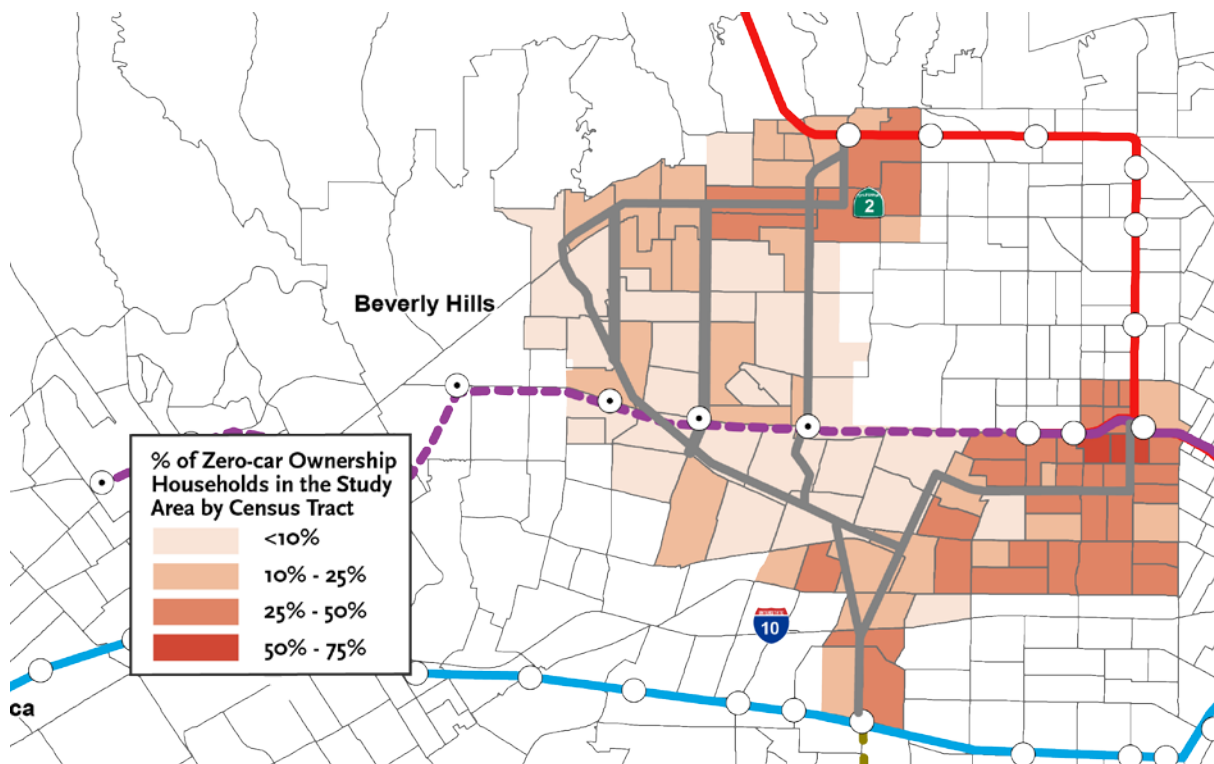 2
Beverly Hills
% of Zero-car Ownership
Households in the Study
Area by Census Tract
<10%
10% - 25%
25% - 50%
50% - 75%
10
ca